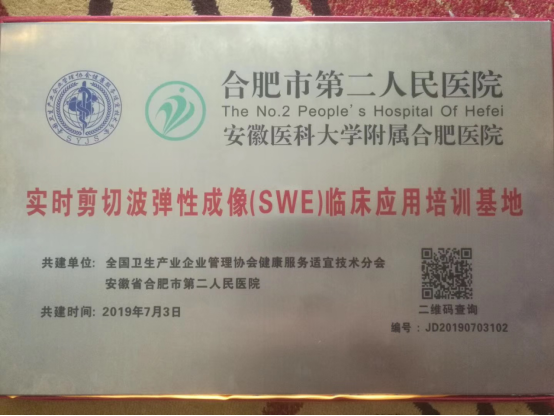 合肥市第二人民医院
The No.2 People's Hospital Of Hefei
安徽医科大学附属合肥医院
实时剪切波弹性成像(SWE)临床应用培训基地
共建单位: 全国卫生产业企业管理协会健康服务适宜技术分会
安徽省合肥市第二人民医院
共建时间: 2019年7月3日
二维码查询
编号: JD20190703102